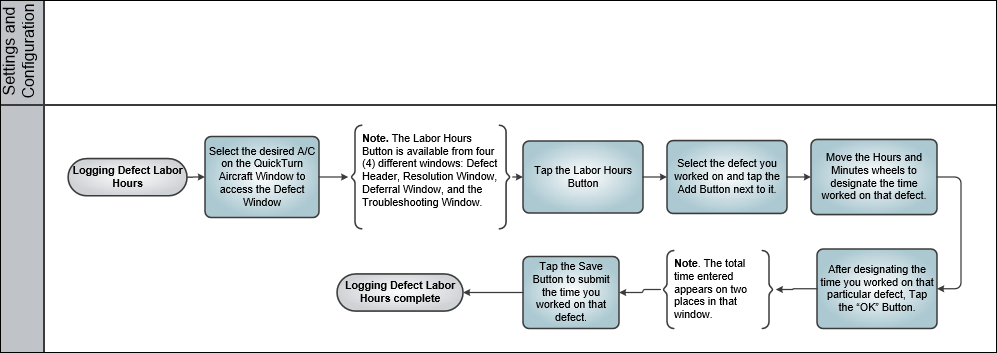 Settings and
Configuration
Logging Defect Labor
Hours
Select the desired A/C
on the QuickTurn
Aircraft Window to
access the Defect
Window
Note. The Labor Hours
Button is available from four
(4) different windows: Defect
Header, Resolution Window,
Deferral Window, and the
Troubleshooting Window.
Tap the Labor Hours
Button
Select the defect you
worked on and tap the
Add Button next to it.
Move the Hours and
Minutes wheels to
designate the time
worked on that defect.
After designating the
time you worked on that
particular defect, Tap
the “OK” Button.
Note. The total
time entered
appears on two
places in that
window.
Tap the Save
Button to submit
the time you
worked on that
defect.
Logging Defect Labor
Hours complete